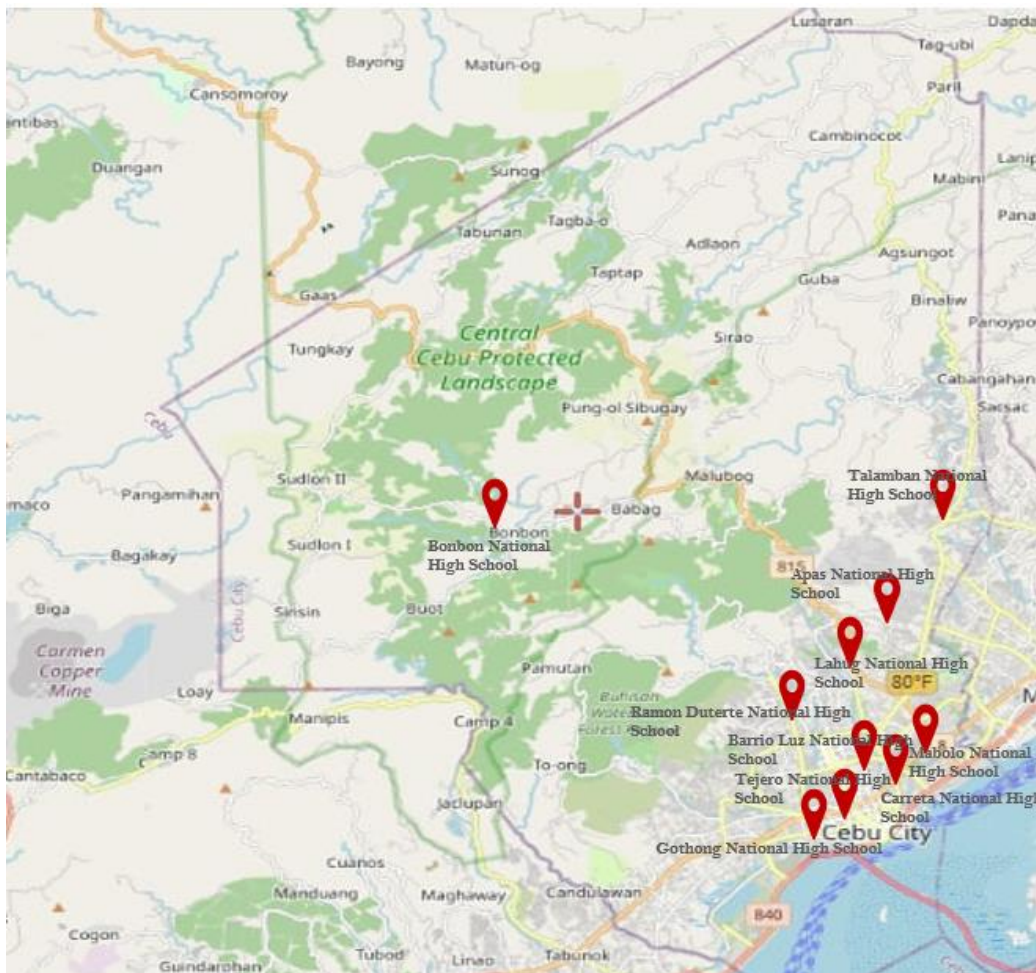 Lusaran
Dapda
Bayong
Matun-og
Tag-ubi
Cansomoroy
Paril
antibas
Cambinocot
Duangan
Lanip
Sunog
Mabini
Tagba-o
Tabunan
Adlaon
Pana
Agsungot
Taptap
Guba
Gaas
Binaliw
Central
Cebu Protected
Landscape
Sirao
Panoypo
Tungkay
Cabangahan
Cebu
Pung-ol Sibugay
Sacsac
Sudlon II
Malubog
Talamban National
High School
Pangamihan
maco
Babag
Bonbon
Sudlon I
Bonbon National
High School
Bagakay
815
Apas National High
School
Biga
Cebu City
Sinsin
Buot
Carmen
Copper
Mine
Pamutan
Lahug National High
School
80°F
Loay
M
Manipis
Camp 4
Ramon Duterte National High
School
Camp 8
Barrio Luz National High
School
8
Mabolo National
High School
Cantabaco
To-ong
Tejero National High
School
Jaclupan
Carreta National High
School
Cebu City
Gothong National High School
Cuanos
Manduang
Maghaway
Candulawan
840
Cogon
Tubod
Linao
Tabunok
Guindarohan